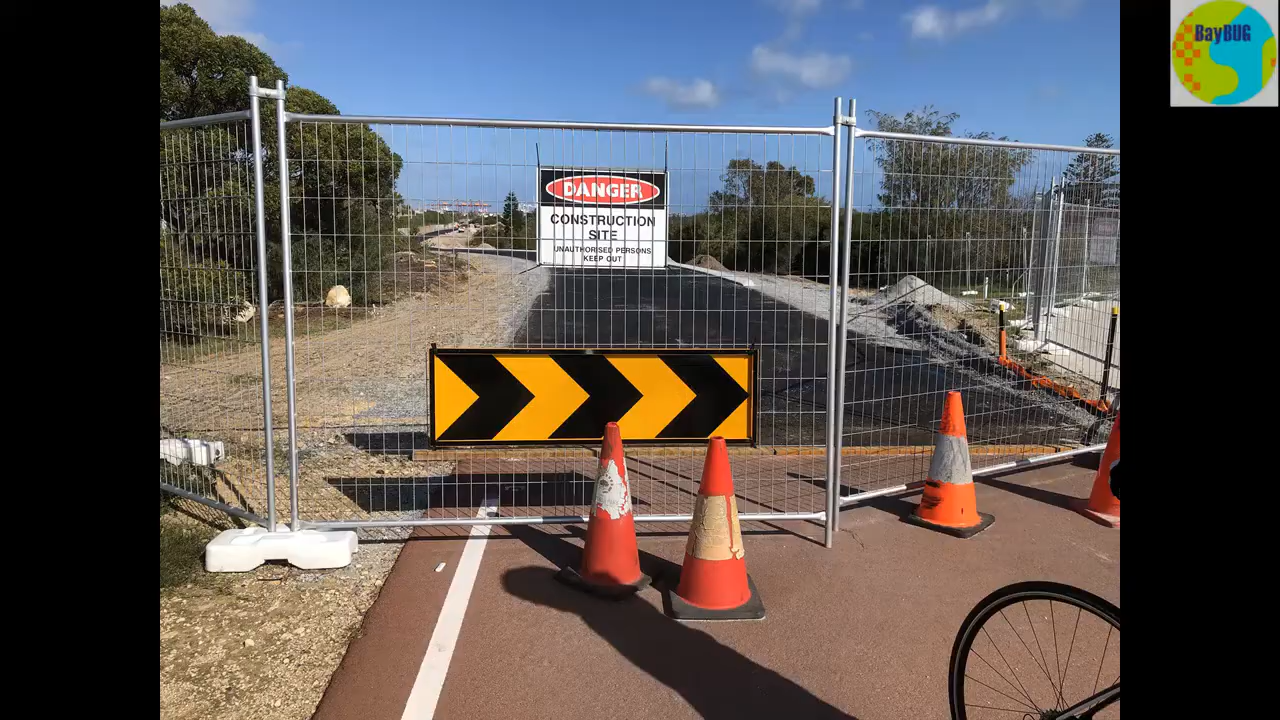 BayBUG
DANGER
CONSTRUCTION
SITE
UNAUTHORISED PERSONS
KEEP OUT